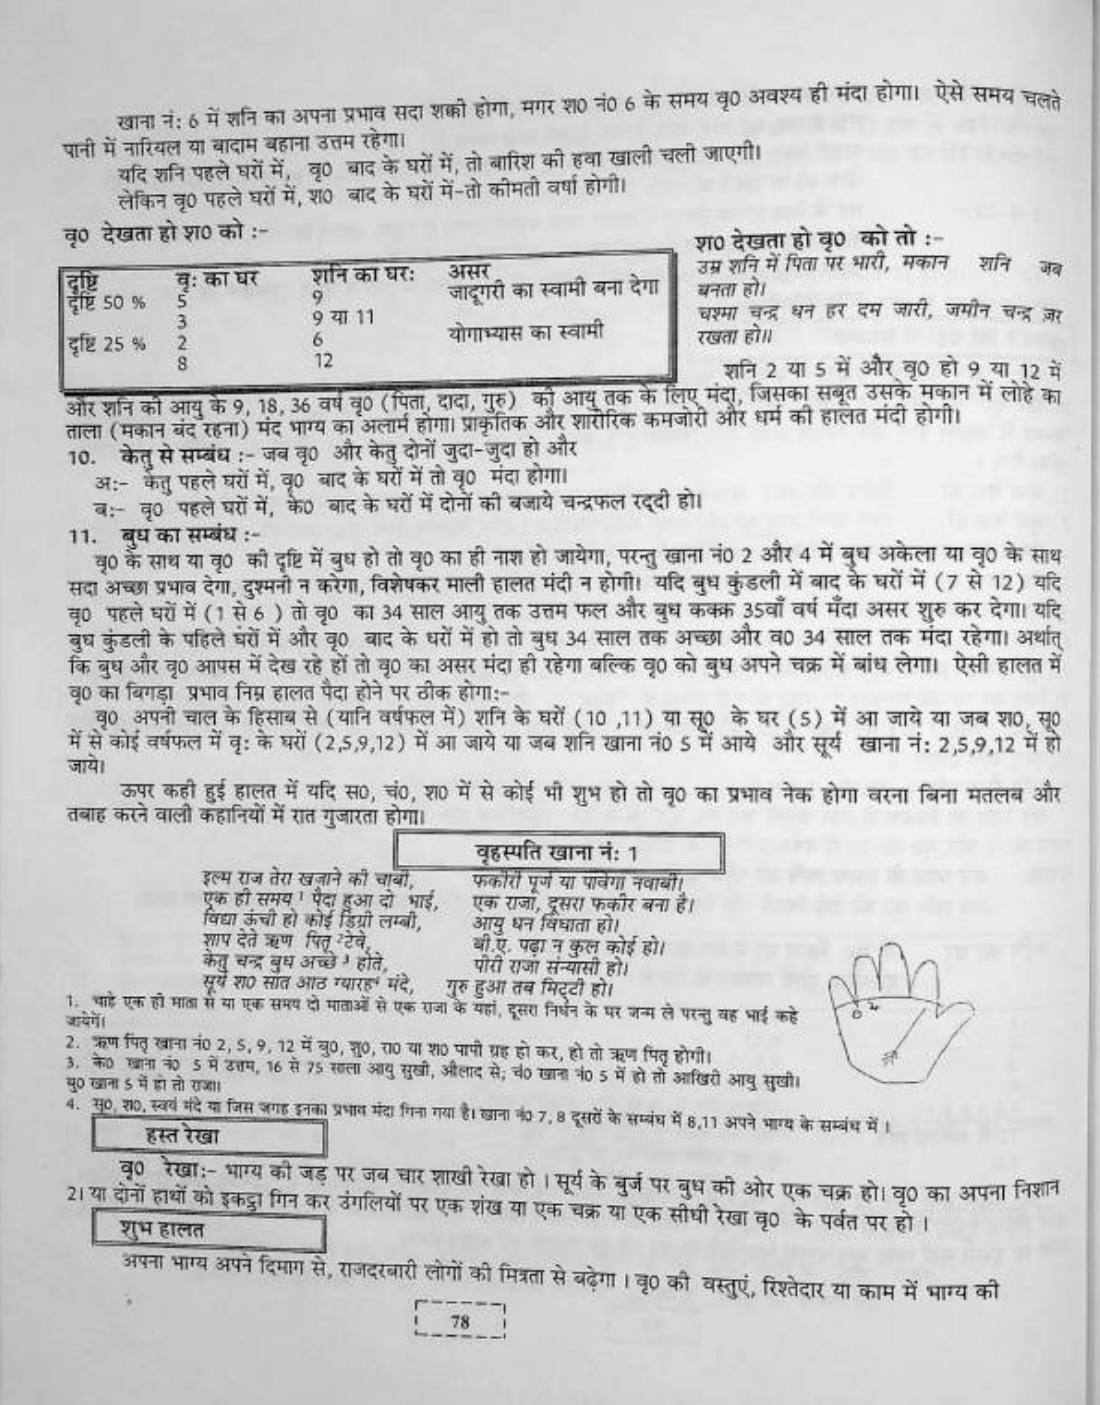 खाना नं: 6 में शनि का अपना प्रभाव सदा शक्की होगा, मगर श0 नं0 6 के समय वृ0 अवश्य ही मंदा होगा। ऐसे समय चलते
पानी में नारियल या बादाम बहाना उत्तम रहेगा।
यदि शनि पहले घरों में, वृ0 बाद के घरों में, तो बारिश की हवा खाली चली जाएगी।
लेकिन वृ0 पहले घरों में, श0 बाद के घरों में-तो कीमती वर्षा होगी।
वृ0 देखता हो श0 को :-
दृष्टि वृ: का घर शनि का घर: असर
दृष्टि 50 % 5 9 जादूगरी का स्वामी बना देगा
3 9 या 11
दृष्टि 25 % 2 6 योगाभ्यास का स्वामी
8 12
श0 देखता हो वृ0 को तो :-
उम्र शनि में पिता पर भारी, मकान शनि जब
बनता हो।
चश्मा चन्द्र धन हर दम जारी, जमीन चन्द्र ज़र
रखता हो॥
शनि 2 या 5 में और वृ0 हो 9 या 12 में
और शनि की आयु के 9, 18, 36 वर्ष वृ0 (पिता, दादा, गुरु) की आयु तक के लिए मंदा, जिसका सबूत उसके मकान में लोहे का
ताला (मकान बंद रहना) मंद भाग्य का अलार्म होगा। प्राकृतिक और शारीरिक कमजोरी और धर्म की हालत मंदी होगी।
10. केतु से सम्बंध :- जब वृ0 और केतु दोनों जुदा-जुदा हो और
अ:- केतु पहले घरों में, वृ0 बाद के घरों में तो वृ0 मंदा होगा।
ब:- वृ0 पहले घरों में, के0 बाद के घरों में दोनों की बजाये चन्द्रफल रद्दी हो।
11. बुध का सम्बंध :-
वृ0 के साथ या वृ0 की दृष्टि में बुध हो तो वृ0 का ही नाश हो जायेगा, परन्तु खाना नं0 2 और 4 में बुध अकेला या वृ0 के साथ
सदा अच्छा प्रभाव देगा, दुश्मनी न करेगा, विशेषकर माली हालत मंदी न होगी। यदि बुध कुंडली में बाद के घरों में (7 से 12) यदि
वृ0 पहले घरों में (1 से 6 ) तो वृ0 का 34 साल आयु तक उत्तम फल और बुध कक्क 35वाँ वर्ष मँदा असर शुरु कर देगा। यदि
बुध कुंडली के पहिले घरों में और वृ0 बाद के घरों में हो तो बुध 34 साल तक अच्छा और व0 34 साल तक मंदा रहेगा। अर्थात्
कि बुध और वृ0 आपस में देख रहे हों तो वृ0 का असर मंदा ही रहेगा बल्कि वृ0 को बुध अपने चक्र में बांध लेगा। ऐसी हालत में
वृ0 का बिगड़ा प्रभाव निम्न हालत पैदा होने पर ठीक होगा:-
वृ0 अपनी चाल के हिसाब से (यानि वर्षफल में) शनि के घरों (10 ,11) या सू0 के घर (5) में आ जाये या जब श0, सू0
में से कोई वर्षफल में वृ: के घरों (2,5,9,12) में आ जाये या जब शनि खाना नं0 5 में आये और सूर्य खाना नं: 2,5,9,12 में हो
जाये।
ऊपर कही हुई हालत में यदि स0, चं0, श0 में से कोई भी शुभ हो तो वृ0 का प्रभाव नेक होगा वरना बिना मतलब और
तबाह करने वाली कहानियों में रात गुजारता होगा।
वृहस्पति खाना नं: 1
इल्म राज तेरा खजाने की चाबी, फकीरी पूर्ज या पावेगा नवाबी।
एक ही समय 1 पैदा हुआ दो भाई, एक राजा, दूसरा फकीर बना है।
विद्या ऊंची हो कोई डिग्री लम्बी, आयु धन विधाता हो।
शाप देते ऋण पितृ 2 टेवे, बी.ए. पढ़ा न कुल कोई हो।
केतु चन्द्र बुध अच्छे 3 होते, पीरी राजा संन्यासी हो।
सूर्य श0 सात आठ ग्यारह 4 मंदे, गुरु हुआ तब मिट्टी हो।
1. चाहे एक ही माता से या एक समय दो माताओं से एक राजा के यहां, दूसरा निर्धन के घर जन्म ले परन्तु वह भाई कहे
जायेगें।
2. ऋण पितृ खाना नं0 2, 5, 9, 12 में बु0, शु0, रा0 या श0 पापी ग्रह हो कर, हो तो ऋण पितृ होगी।
3. के0 खाना नं0 5 में उत्तम, 16 से 75 साला आयु सुखी, औलाद से; चं0 खाना नं0 5 में हो तो आखिरी आयु सुखी।
बु0 खाना 5 में हो तो राजा।
4. सू0, श0, स्वयं मंदे या जिस जगह इनका प्रभाव मंदा गिना गया है। खाना नं0 7, 8 दूसरों के सम्बंध में 8,11 अपने भाग्य के सम्बंध में ।
हस्त रेखा
वृ0 रेखा:- भाग्य की जड़ पर जब चार शाखी रेखा हो । सूर्य के बुर्ज पर बुध की ओर एक चक्र हो। वृ0 का अपना निशान
2। या दोनों हाथों को इकट्ठा गिन कर उंगलियों पर एक शंख या एक चक्र या एक सीधी रेखा वृ0 के पर्वत पर हो ।
शुभ हालत
अपना भाग्य अपने दिमाग से, राजदरबारी लोगों की मित्रता से बढ़ेगा । वृ0 की वस्तुएं, रिश्तेदार या काम में भाग्य की
78